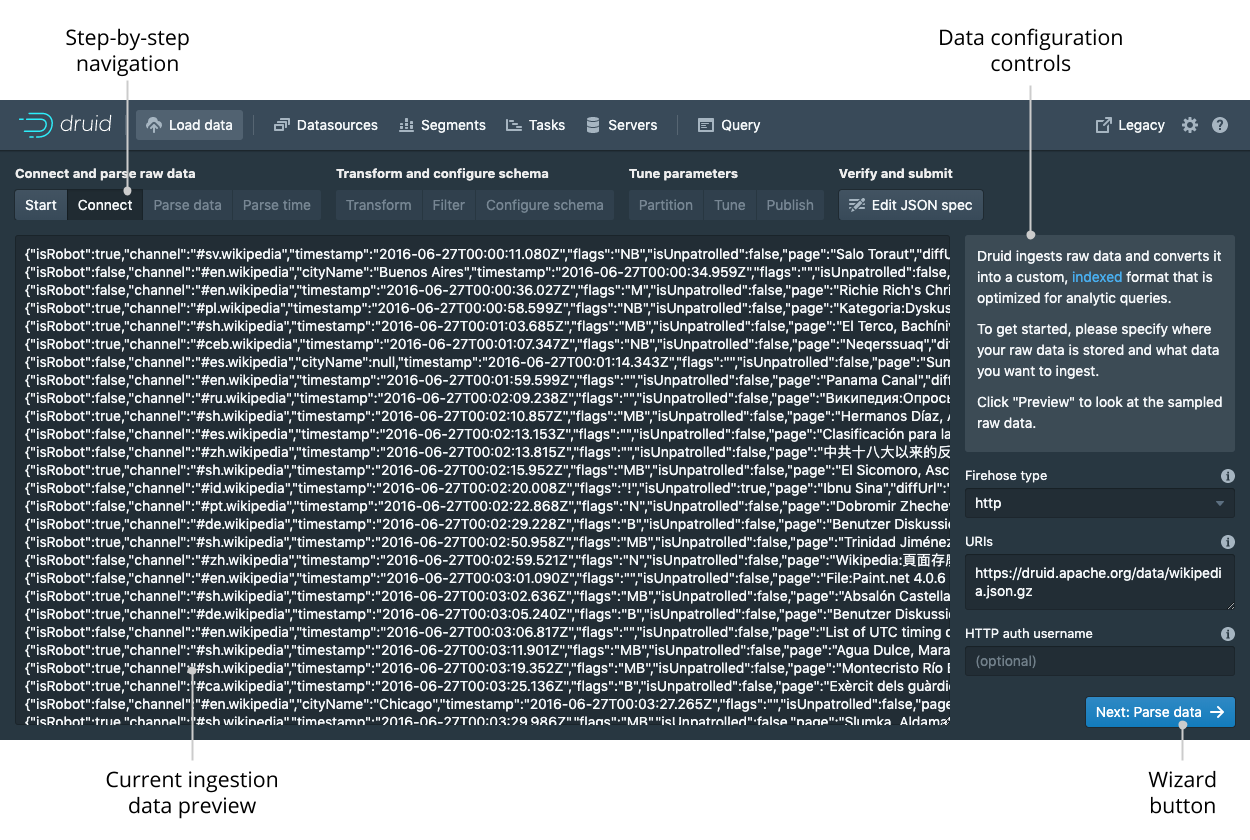 Step-by-step
navigation
Data configuration
controls
druid
Load data
Datasources
Segments
Tasks
Servers
Query
Legacy
Connect and parse raw data
Transform and configure schema
Tune parameters
Verify and submit
Start
Connect
Parse data
Parse time
Transform
Filter
Configure schema
Partition
Tune
Publish
Edit JSON spec
{"isRobot":true,"channel":"#sv.wikipedia","timestamp":"2016-06-27T00:00:11.080Z","flags":"NB","isUnpatrolled":false,"page":"Salo Toraut","diffU
{"isRobot":false,"channel":"#en.wikipedia","cityName":"Buenos Aires","timestamp":"2016-06-27T00:00:34.959Z","flags":"","isUnpatrolled":false,
{"isRobot":false,"channel":"#en.wikipedia","timestamp":"2016-06-27T00:00:36.027Z","flags":"M","isUnpatrolled":false,"page":"Richie Rich's Chri
{"isRobot":true,"channel":"#pl.wikipedia","timestamp":"2016-06-27T00:00:58.599Z","flags":"NB","isUnpatrolled":false,"page":"Kategoria:Dyskus
{"isRobot":true,"channel":"#sh.wikipedia","timestamp":"2016-06-27T00:01:03.685Z","flags":"MB","isUnpatrolled":false,"page":"El Terco, Bachíniv
{"isRobot":true,"channel":"#ceb.wikipedia","timestamp":"2016-06-27T00:01:07.347Z","flags":"NB","isUnpatrolled":false,"page":"Neqerssuaq","di
{"isRobot":false,"channel":"#es.wikipedia","cityName":null,"timestamp":"2016-06-27T00:01:14.343Z","flags":"","isUnpatrolled":false,"page":"Sum
{"isRobot":false,"channel":"#en.wikipedia","timestamp":"2016-06-27T00:01:59.599Z","flags":"","isUnpatrolled":false,"page":"Panama Canal","diff
{"isRobot":false,"channel":"#ru.wikipedia","timestamp":"2016-06-27T00:02:09.238Z","flags":"","isUnpatrolled":false,"page":"Википедия:Опросы
{"isRobot":true,"channel":"#sh.wikipedia","timestamp":"2016-06-27T00:02:10.857Z","flags":"MB","isUnpatrolled":false,"page":"Hermanos Díaz, A
{"isRobot":false,"channel":"#es.wikipedia","timestamp":"2016-06-27T00:02:13.153Z","flags":"","isUnpatrolled":false,"page":"Clasificación para la
{"isRobot":false,"channel":"#zh.wikipedia","timestamp":"2016-06-27T00:02:13.815Z","flags":"","isUnpatrolled":false,"page":"中共十八大以来的反
{"isRobot":true,"channel":"#sh.wikipedia","timestamp":"2016-06-27T00:02:15.952Z","flags":"MB","isUnpatrolled":false,"page":"El Sicomoro, Asc
{"isRobot":false,"channel":"#id.wikipedia","timestamp":"2016-06-27T00:02:20.008Z","flags":"!","isUnpatrolled":true,"page":"Ibnu Sina","diffUrl":"
{"isRobot":true,"channel":"#pt.wikipedia","timestamp":"2016-06-27T00:02:22.868Z","flags":"N","isUnpatrolled":false,"page":"Dobromir Zhechev
{"isRobot":true,"channel":"#de.wikipedia","timestamp":"2016-06-27T00:02:29.228Z","flags":"B","isUnpatrolled":false,"page":"Benutzer Diskussio
{"isRobot":true,"channel":"#sh.wikipedia","timestamp":"2016-06-27T00:02:50.958Z","flags":"MB","isUnpatrolled":false,"page":"Trinidad Jiménez
{"isRobot":true,"channel":"#zh.wikipedia","timestamp":"2016-06-27T00:02:59.521Z","flags":"N","isUnpatrolled":false,"page":"Wikipedia:頁面存
{"isRobot":false,"channel":"#en.wikipedia","timestamp":"2016-06-27T00:03:01.090Z","flags":"","isUnpatrolled":false,"page":"File:Paint.net 4.0.6
{"isRobot":true,"channel":"#sh.wikipedia","timestamp":"2016-06-27T00:03:02.636Z","flags":"MB","isUnpatrolled":false,"page":"Absalón Castella
{"isRobot":true,"channel":"#de.wikipedia","timestamp":"2016-06-27T00:03:05.240Z","flags":"B","isUnpatrolled":false,"page":"Benutzer Diskussio
{"isRobot":false,"channel":"#en.wikipedia","timestamp":"2016-06-27T00:03:06.817Z","flags":"","isUnpatrolled":false,"page":"List of UTC timing c
{"isRobot":true,"channel":"#sh.wikipedia","timestamp":"2016-06-27T00:03:11.901Z","flags":"MB","isUnpatrolled":false,"page":"Agua Dulce, Mara
{"isRobot":true,"channel":"#sh.wikipedia","timestamp":"2016-06-27T00:03:19.352Z","flags":"MB","isUnpatrolled":false,"page":"Montecristo Río B
{"isRobot":true,"channel":"#ca.wikipedia","timestamp":"2016-06-27T00:03:25.136Z","flags":"B","isUnpatrolled":false,"page":"Exèrcit dels guàrdi
{"isRobot":false,"channel":"#en.wikipedia","cityName":"Chicago","timestamp":"2016-06-27T00:03:27.265Z","flags":"","isUnpatrolled":false,"page
{"isRobot":true,"channel":"#sh.wikipedia","timestamp":"2016-06-27T00:03:29.986Z","flags":"MB","isUnpatrolled":false,"page":"Slumka, Aldama
Druid ingests raw data and converts it
into a custom, indexed format that is
optimized for analytic queries.
To get started, please specify where
your raw data is stored and what data
you want to ingest.
Click "Preview" to look at the sampled
raw data.
Firehose type
http
URIs
https://druid.apache.org/data/wikipedi
a.json.gz
HTTP auth username
(optional)
Next: Parse data
Current ingestion
data preview
Wizard
button